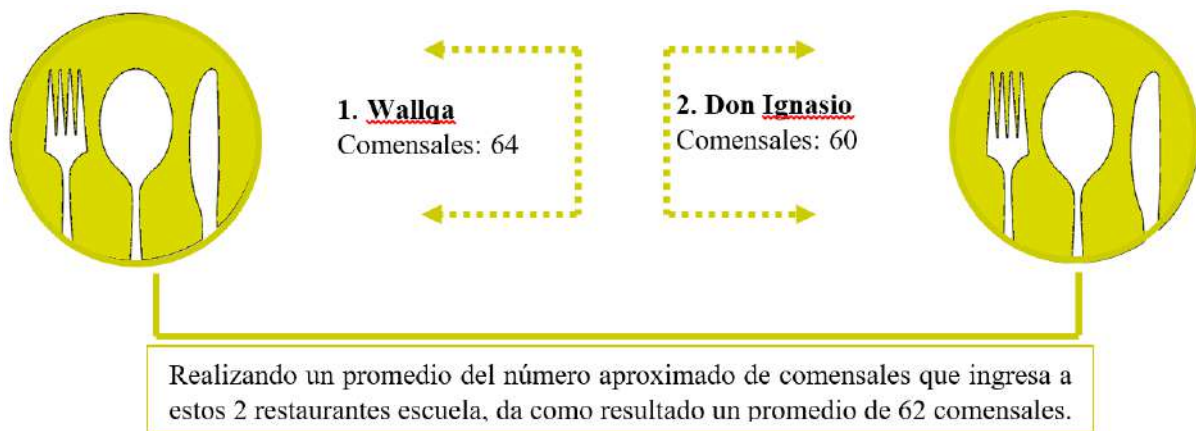 1. Wallqa
Comensales: 64
2. Don Ignasio
Comensales: 60
Realizando un promedio del número aproximado de comensales que ingresa a
estos 2 restaurantes escuela, da como resultado un promedio de 62 comensales.